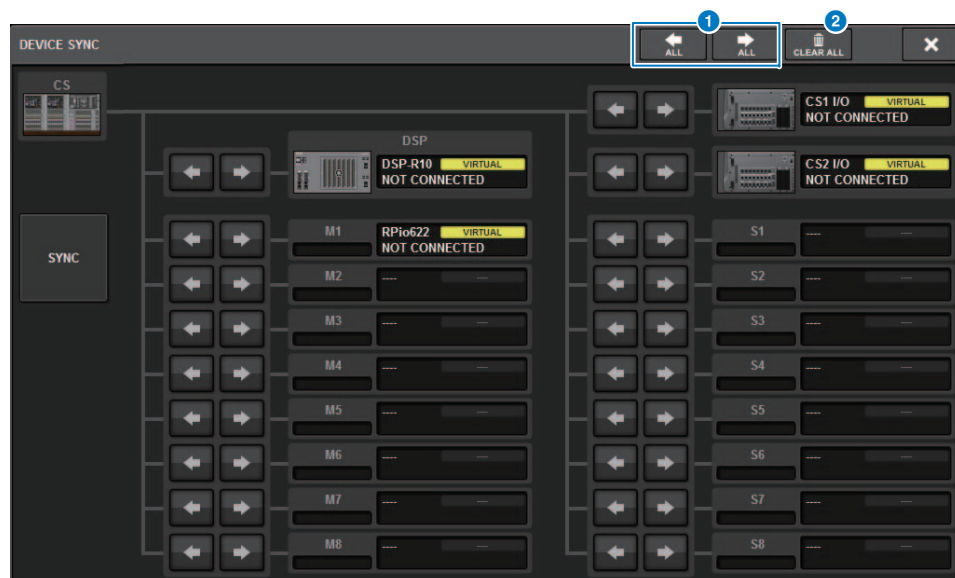 1
2
DEVICE SYNC
ALL
ALL
CLEAR ALL
CS
CS1 I/O VIRTUAL
NOT CONNECTED
DSP
DSP-R10 VIRTUAL
NOT CONNECTED
CS2 I/O VIRTUAL
NOT CONNECTED
SYNC
M1 RPio622 VIRTUAL
NOT CONNECTED
S1 ---- ---
M2 ---- ---
S2 ---- ---
M3 ---- ---
S3 ---- ---
M4 ---- ---
S4 ---- ---
M5 ---- ---
S5 ---- ---
M6 ---- ---
S6 ---- ---
M7 ---- ---
S7 ---- ---
M8 ---- ---
S8 ---- ---